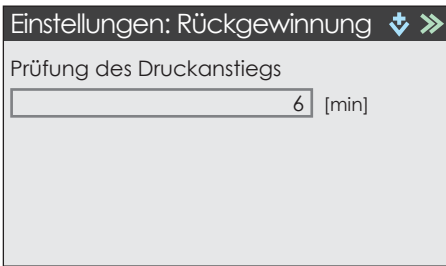 Einstellungen: Rückgewinnung
Prüfung des Druckanstiegs
6 [min]